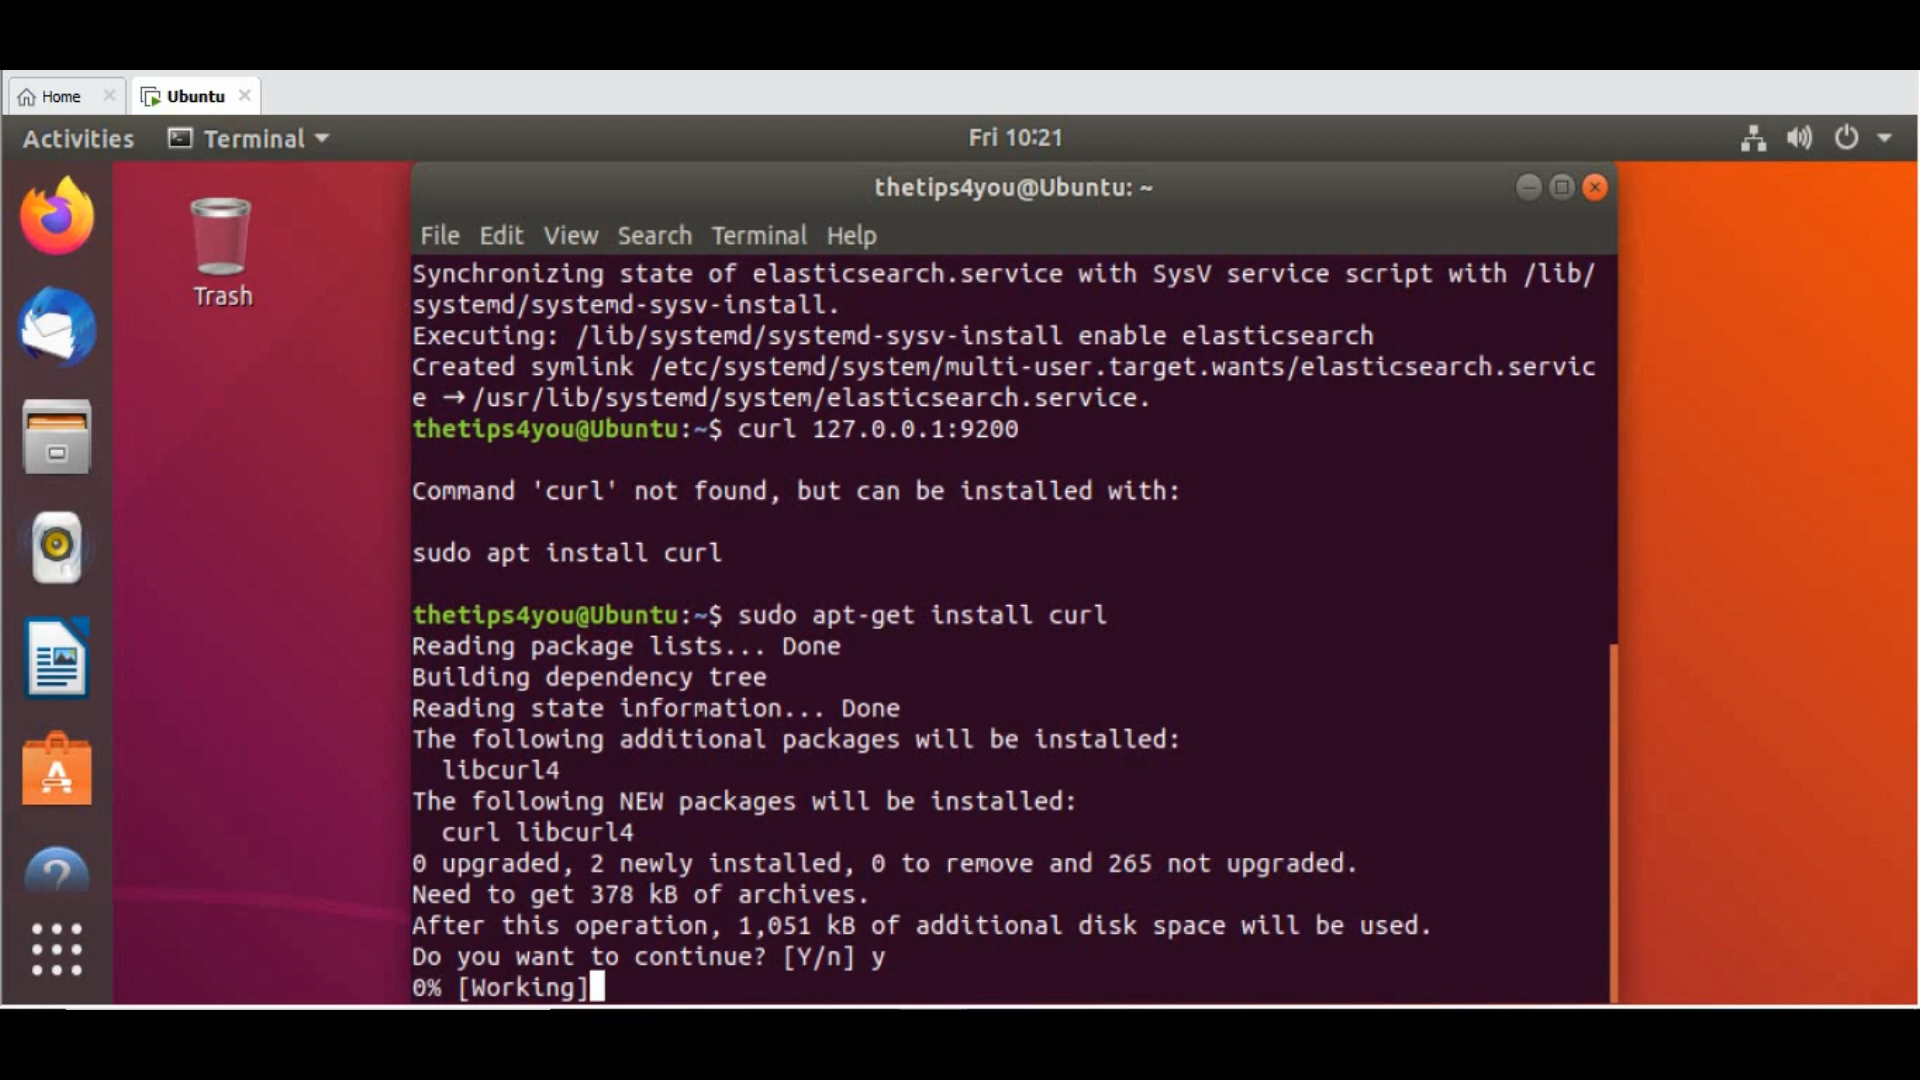 Home
Ubuntu
Activities
Terminal
Fri 10:21
Trash
thetips4you@Ubuntu: ~
File Edit View Search Terminal Help
Synchronizing state of elasticsearch.service with SysV service script with /lib/
systemd/systemd-sysv-install.
Executing: /lib/systemd/systemd-sysv-install enable elasticsearch
Created symlink /etc/systemd/system/multi-user.target.wants/elasticsearch.servic
e → /usr/lib/systemd/system/elasticsearch.service.
thetips4you@Ubuntu:~$ curl 127.0.0.1:9200
Command 'curl' not found, but can be installed with:
sudo apt install curl
thetips4you@Ubuntu:~$ sudo apt-get install curl
Reading package lists... Done
Building dependency tree
Reading state information... Done
The following additional packages will be installed:
libcurl4
The following NEW packages will be installed:
curl libcurl4
0 upgraded, 2 newly installed, 0 to remove and 265 not upgraded.
Need to get 378 kB of archives.
After this operation, 1,051 kB of additional disk space will be used.
Do you want to continue? [Y/n] y
0% [Working]